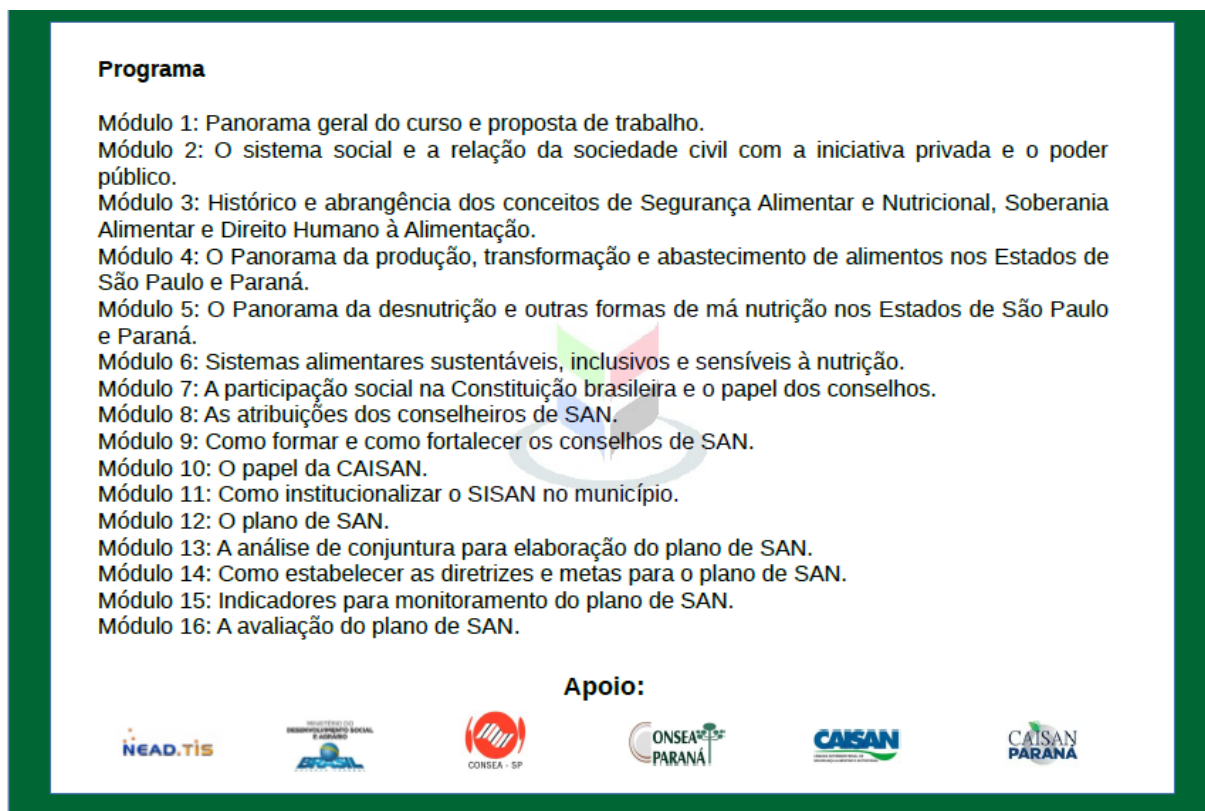 Programa
Módulo 1: Panorama geral do curso e proposta de trabalho.
Módulo 2: O sistema social e a relação da sociedade civil com a iniciativa privada e o poder
público.
Módulo 3: Histórico e abrangência dos conceitos de Segurança Alimentar e Nutricional, Soberania
Alimentar e Direito Humano à Alimentação.
Módulo 4: O Panorama da produção, transformação e abastecimento de alimentos nos Estados de
São Paulo e Paraná.
Módulo 5: O Panorama da desnutrição e outras formas de má nutrição nos Estados de São Paulo
e Paraná.
Módulo 6: Sistemas alimentares sustentáveis, inclusivos e sensíveis à nutrição.
Módulo 7: A participação social na Constituição brasileira e o papel dos conselhos.
Módulo 8: As atribuições dos conselheiros de SAN.
Módulo 9: Como formar e como fortalecer os conselhos de SAN.
Módulo 10: O papel da CAISAN.
Módulo 11: Como institucionalizar o SISAN no município.
Módulo 12: O plano de SAN.
Módulo 13: A análise de conjuntura para elaboração do plano de SAN.
Módulo 14: Como estabelecer as diretrizes e metas para o plano de SAN.
Módulo 15: Indicadores para monitoramento do plano de SAN.
Módulo 16: A avaliação do plano de SAN.
Apoio:
NEAD.TIS
MINISTÉRIO DO
DESENVOLVIMENTO SOCIAL
E AGRÁRIO
BRASIL
CONSEA - SP
CONSEA
PARANÁ
CAISAN
CAISAN
PARANÁ